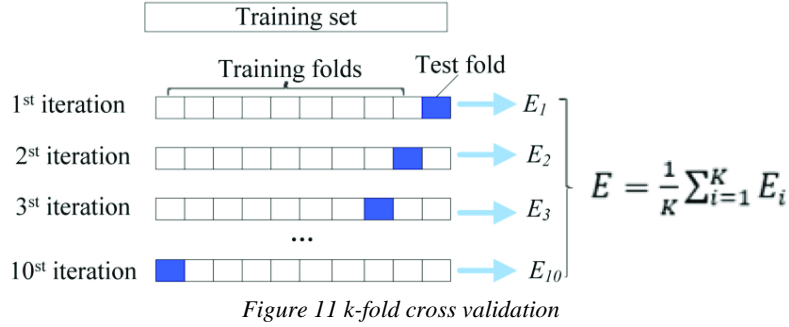 Training set
Training folds
Test fold
1st iteration
E1
2st iteration
E2
3st iteration
E3
...
10st iteration
E10
E = 1/K ∑_{i=1}^{K} E_i
Figure 11 k-fold cross validation